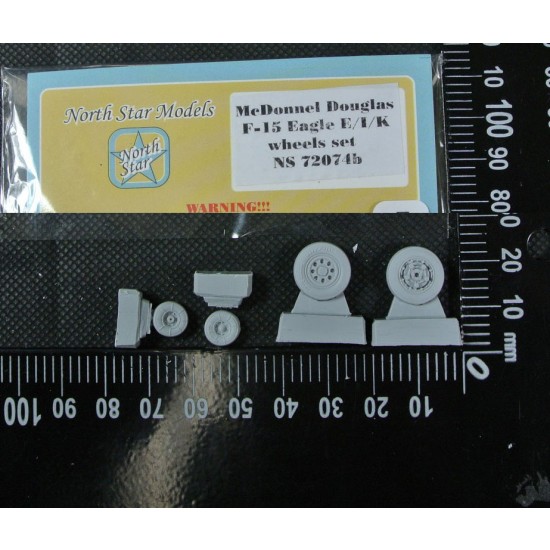 North Star Models
North
Star
McDonnel Douglas
F-15 Eagle E/I/K
wheels set
NS 72074b
WARNING!!!
10
100
90
80
20
10
mm
0
100 90 80 70 60 50 40 30 20 10